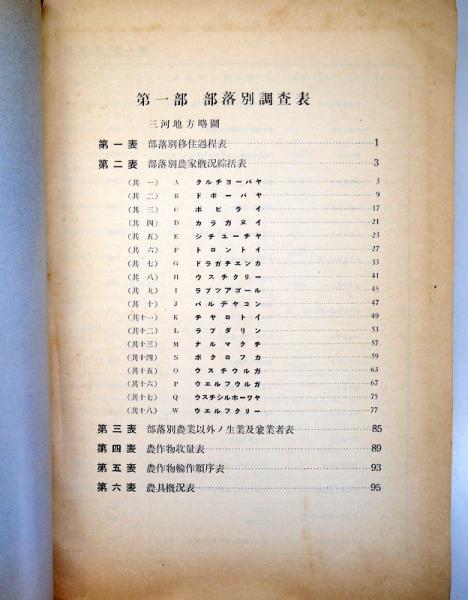 第一部　部落別調査表
三河地方略圖
第一表　部落別移住過程表 1
第二表　部落別農家概況綜括表 3
(其一) A クルチヨーバヤ 3
(其二) B ドボーバヤ 9
(其三) C ポピライ 17
(其四) D カラガヌイ 21
(其五) E シチユーチヤ 23
(其六) F トロントイ 27
(其七) G ドラガチエンカ 33
(其八) H ウスチクリー 41
(其九) I ラブツアゴール 45
(其十) J バルヂヤコン 47
(其十一) K チヤロトイ 49
(其十二) L ラブダリン 53
(其十三) M ナルマクチ 57
(其十四) N ポクロフカ 59
(其十五) O ウスチウルガ 63
(其十六) P ウエルフウルガ 67
(其十七) Q ウスチシルホーワヤ 75
(其十八) W ウエルフクリー 77
第三表　部落別農業以外ノ生業及兼業者表 85
第四表　農作物收量表 89
第五表　農作物輪作順序表 93
第六表　農具概況表 95